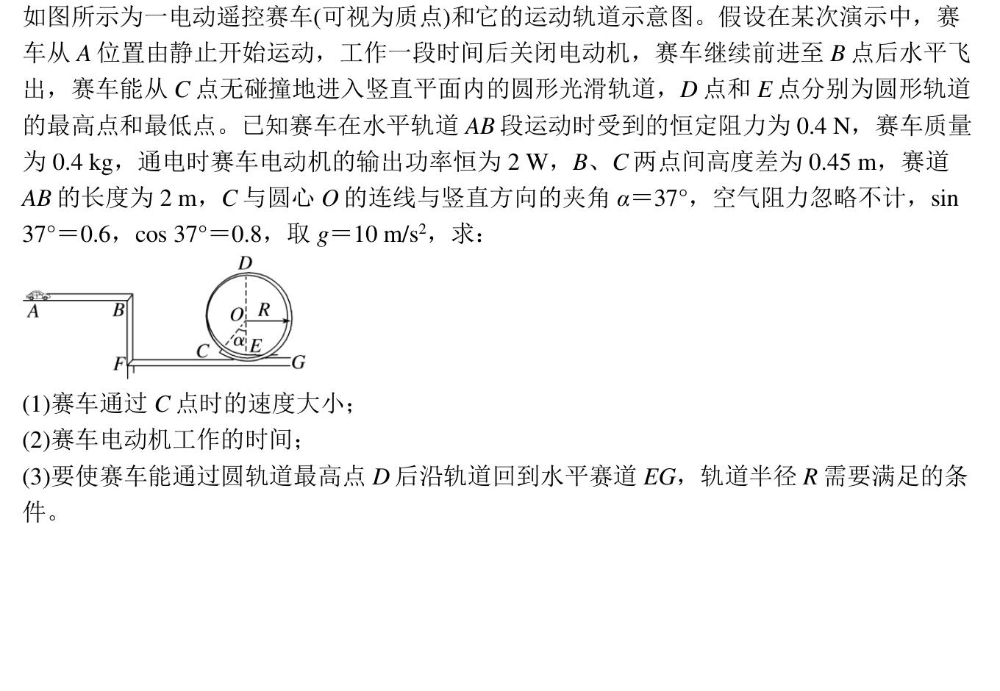 如图所示为一电动遥控赛车(可视为质点)和它的运动轨道示意图。假设在某次演示中，赛
车从 A 位置由静止开始运动，工作一段时间后关闭电动机，赛车继续前进至 B 点后水平飞
出，赛车能从 C 点无碰撞地进入竖直平面内的圆形光滑轨道，D 点和 E 点分别为圆形轨道
的最高点和最低点。已知赛车在水平轨道 AB 段运动时受到的恒定阻力为 0.4 N，赛车质量
为 0.4 kg，通电时赛车电动机的输出功率恒为 2 W，B、C 两点间高度差为 0.45 m，赛道
AB 的长度为 2 m，C 与圆心 O 的连线与竖直方向的夹角 α＝37°，空气阻力忽略不计，sin
37°＝0.6，cos 37°＝0.8，取 g＝10 m/s²，求：
D
A
B
O
R
α
E
C
F
G
(1)赛车通过 C 点时的速度大小；
(2)赛车电动机工作的时间；
(3)要使赛车能通过圆轨道最高点 D 后沿轨道回到水平赛道 EG，轨道半径 R 需要满足的条
件。